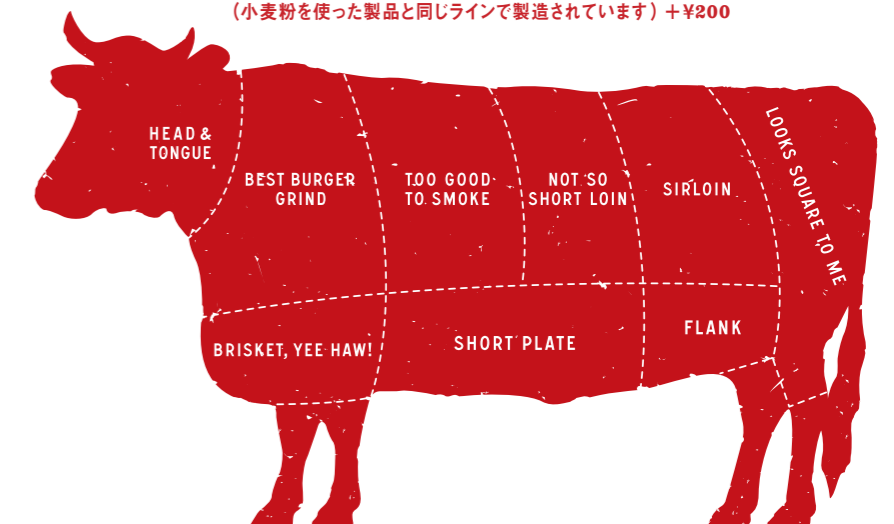 (小麦粉を使った製品と同じラインで製造されています) +¥200
HEAD &
TONGUE
BEST BURGER
GRIND
TOO GOOD
TO SMOKE
NOT SO
SHORT LOIN
SIRLOIN
LOOKS SQUARE TO ME
BRISKET, YEE HAW!
SHORT PLATE
FLANK